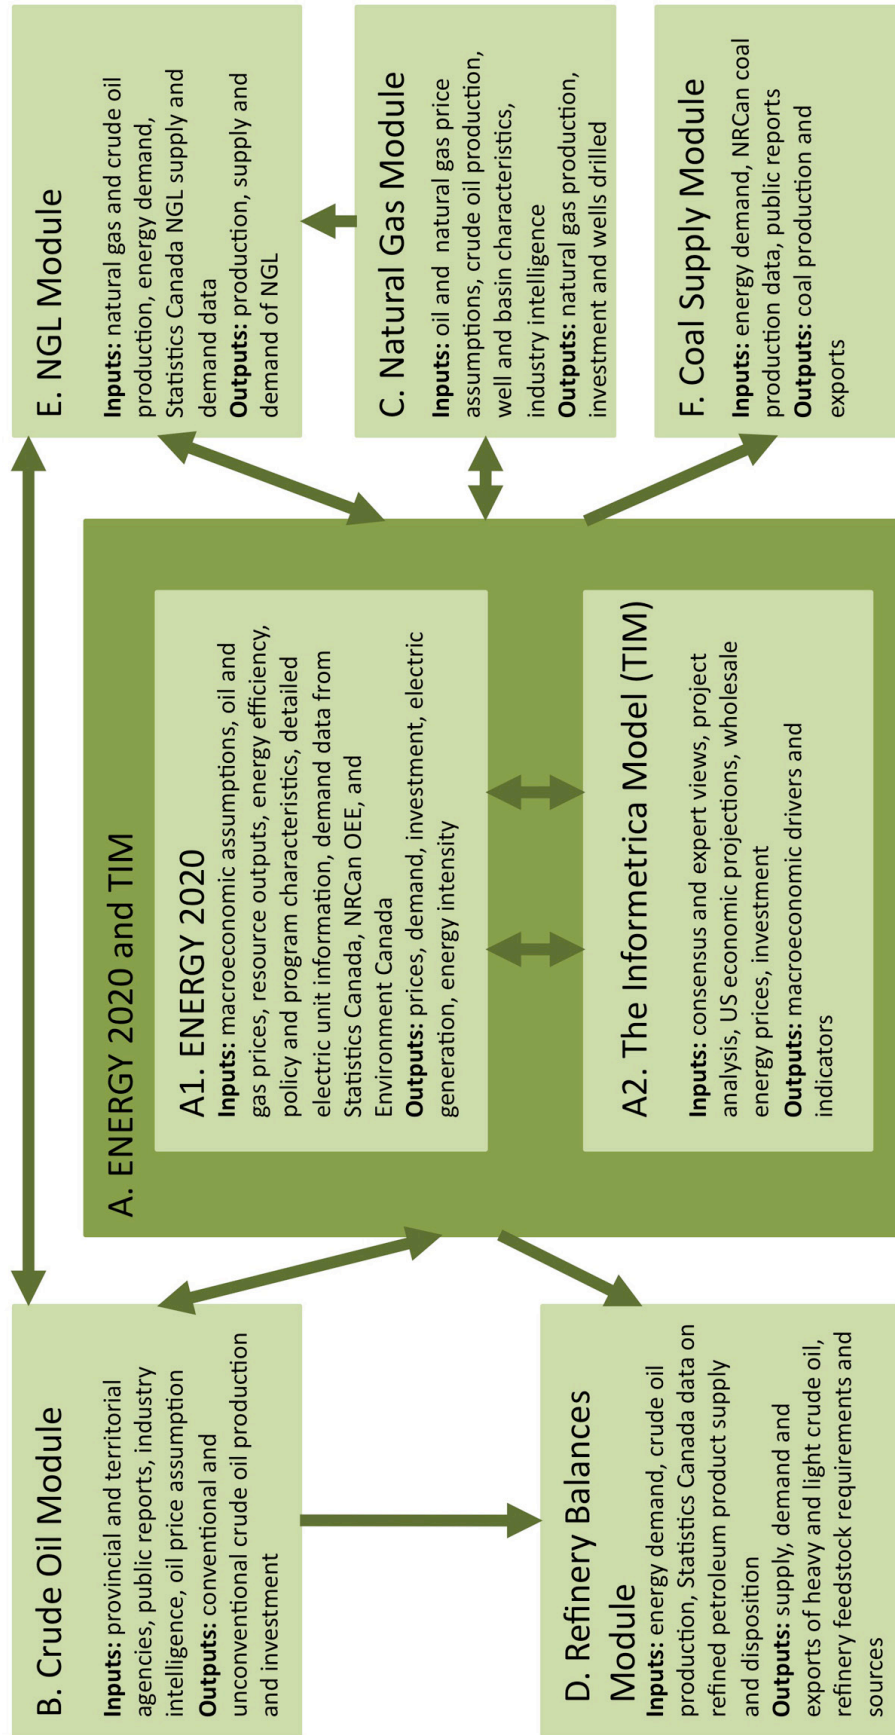 B. Crude Oil Module
Inputs: provincial and territorial
agencies, public reports, industry
intelligence, oil price assumption
Outputs: conventional and
unconventional crude oil production
and investment
D. Refinery Balances
Module
Inputs: energy demand, crude oil
production, Statistics Canada data on
refined petroleum product supply
and disposition
Outputs: supply, demand and
exports of heavy and light crude oil,
refinery feedstock requirements and
sources
A. ENERGY 2020 and TIM
A1. ENERGY 2020
Inputs: macroeconomic assumptions, oil and
gas prices, resource outputs, energy efficiency,
policy and program characteristics, detailed
electric unit information, demand data from
Statistics Canada, NRCan OEE, and
Environment Canada
Outputs: prices, demand, investment, electric
generation, energy intensity
A2. The Informetrica Model (TIM)
Inputs: consensus and expert views, project
analysis, US economic projections, wholesale
energy prices, investment
Outputs: macroeconomic drivers and
indicators
E. NGL Module
Inputs: natural gas and crude oil
production, energy demand,
Statistics Canada NGL supply and
demand data
Outputs: production, supply and
demand of NGL
C. Natural Gas Module
Inputs: oil and natural gas price
assumptions, crude oil production,
well and basin characteristics,
industry intelligence
Outputs: natural gas production,
investment and wells drilled
F. Coal Supply Module
Inputs: energy demand, NRCan coal
production data, public reports
Outputs: coal production and
exports